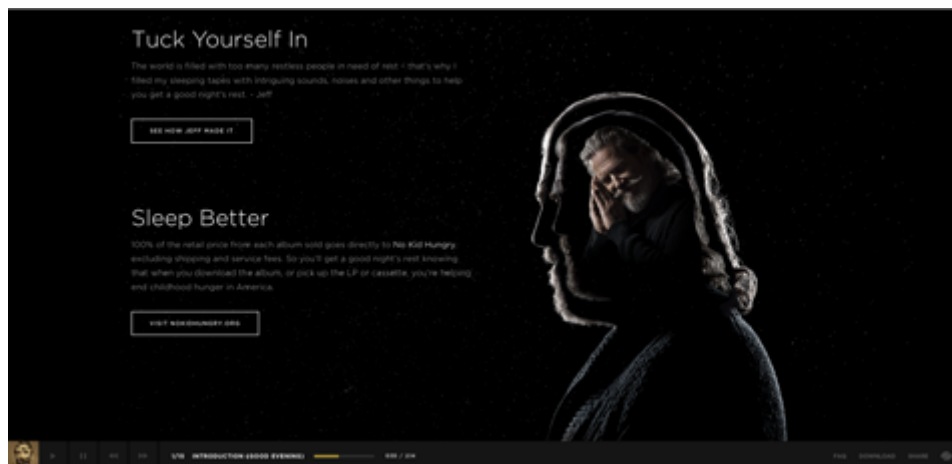 Tuck Yourself In
The world is filled with too many restless people in need of rest – that's why I
filled my sleeping tapes with intriguing sounds, noises and other things to help
you get a good night's rest. - Jeff
SEE HOW JEFF MADE IT
Sleep Better
100% of the retail price from each album sold goes directly to No Kid Hungry,
excluding shipping and service fees. So you'll get a good night's rest knowing
that when you download the album, or pick up the LP or cassette, you're helping
end childhood hunger in America.
VISIT NOKIDHUNGRY.ORG
1/15 INTRODUCTION (GOOD EVENING) FAQ DOWNLOAD SHARE